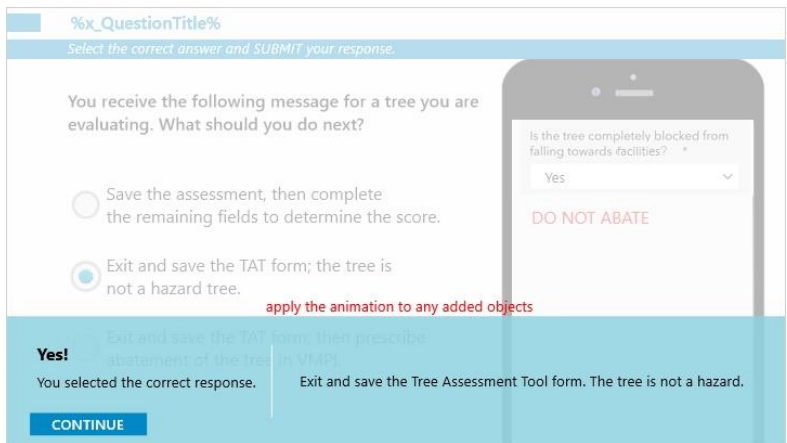 %x_QuestionTitle%
Select the correct answer and SUBMIT your response.
You receive the following message for a tree you are
evaluating. What should you do next?
Save the assessment, then complete
the remaining fields to determine the score.
Exit and save the TAT form; the tree is
not a hazard tree.
Exit and save the TAT form; then prescribe
abatement of the tree in VMPI.
Is the tree completely blocked from
falling towards facilities? *
Yes
DO NOT ABATE
apply the animation to any added objects
Yes!
You selected the correct response.
Exit and save the Tree Assessment Tool form. The tree is not a hazard.
CONTINUE